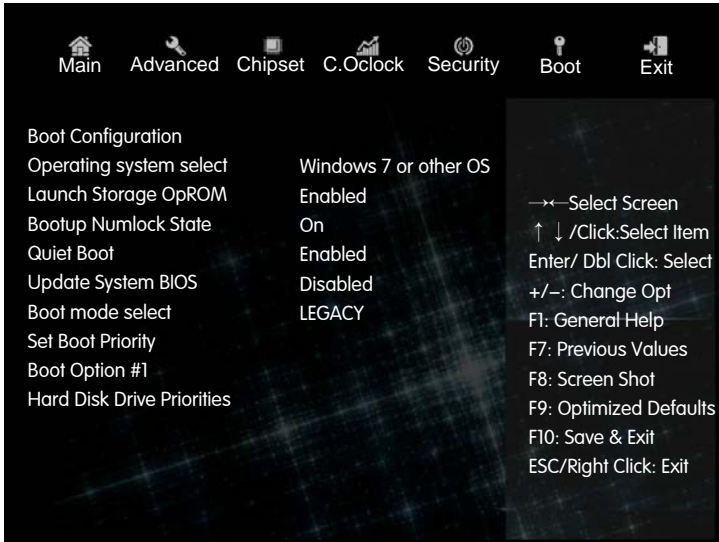 Main Advanced Chipset C.Oclock Security Boot Exit
Boot Configuration
Operating system select Windows 7 or other OS
Launch Storage OpROM Enabled
Bootup Numlock State On
Quiet Boot Enabled
Update System BIOS Disabled
Boot mode select LEGACY
Set Boot Priority
Boot Option #1
Hard Disk Drive Priorities
→←Select Screen
↑ ↓ /Click:Select Item
Enter/ Dbl Click: Select
+/−: Change Opt
F1: General Help
F7: Previous Values
F8: Screen Shot
F9: Optimized Defaults
F10: Save & Exit
ESC/Right Click: Exit